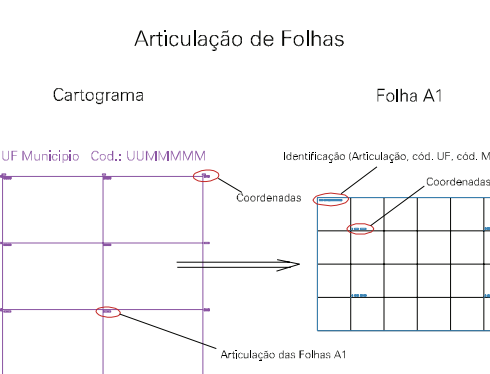 Articulação de Folhas
Cartograma
Folha A1
UF Municipio Cod.: UUMMMMM
Identificação (Articulação, cód. UF, cód. M
Coordenadas
Coordenadas
Articulação das Folhas A1